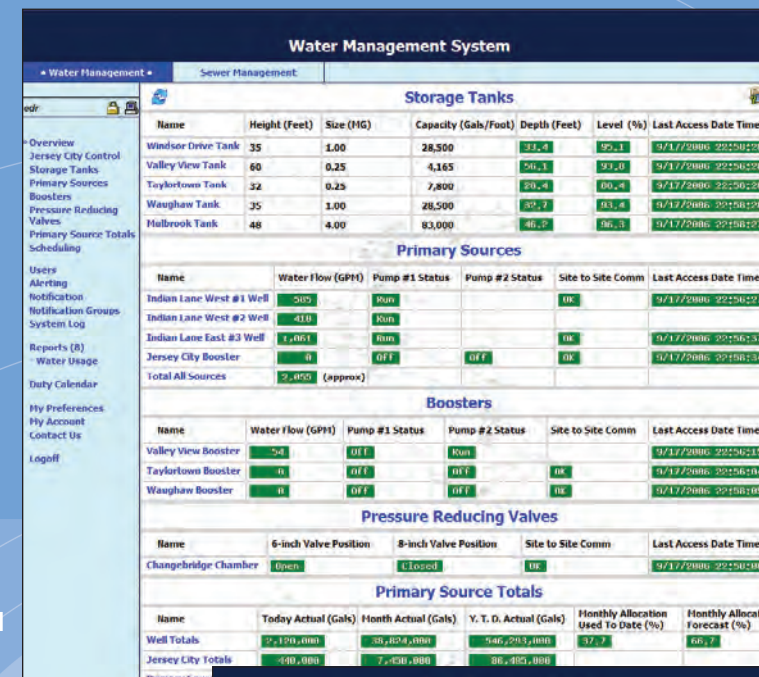 Water Management System
• Water Management • Sewer Management
edr
Overview
Jersey City Control
Storage Tanks
Primary Sources
Boosters
Pressure Reducing
Valves
Primary Source Totals
Scheduling
Users
Alerting
Notification
Notification Groups
System Log
Reports (8)
Water Usage
Duty Calendar
My Preferences
My Account
Contact Us
Logoff
Storage Tanks
Name Height (Feet) Size (MG) Capacity (Gals/Foot) Depth (Feet) Level (%) Last Access Date Time
Windsor Drive Tank 35 1.00 28,500 33.4 95.1
Valley View Tank 60 0.25 4,165 56.1 93.8
Taylortown Tank 32 0.25 7,800
Waughaw Tank 35 1.00 28,500 32.7 93.4
Molbrook Tank 48 4.00 83,000 46.2 96.3
Primary Sources
Name Water Flow (GPM) Pump #1 Status Pump #2 Status Site to Site Comm Last Access Date Time
Indian Lane West #1 Well 585 Run OK
Indian Lane West #2 Well 410 Run
Indian Lane East #3 Well 1,061 Run OK
Jersey City Booster 0 Off Off OK
Total All Sources (approx)
Boosters
Name Water Flow (GPM) Pump #1 Status Pump #2 Status Site to Site Comm Last Access Date Time
Valley View Booster 54 Off Run
Taylortown Booster 0 Off Off OK
Waughaw Booster 0 Off Off OK
Pressure Reducing Valves
Name 6-inch Valve Position 8-inch Valve Position Site to Site Comm Last Access Date Time
Changebridge Chamber Open Closed OK
Primary Source Totals
Name Today Actual (Gals) Month Actual (Gals) Y. T. D. Actual (Gals) Monthly Allocation Used To Date (%) Monthly Forecast (%)
Well Totals 2,120,000 38,824,000 37.7 66.7
Jersey City Totals 440,000 7,450,000